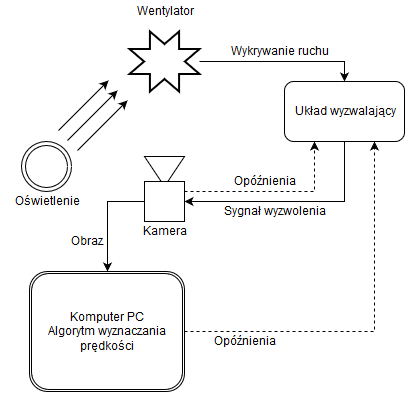 Wentylator
Wykrywanie ruchu
Układ wyzwalający
Opóźnienia
Oświetlenie
Sygnał wyzwolenia
Kamera
Obraz
Komputer PC
Algorytm wyznaczania
prędkości
Opóźnienia